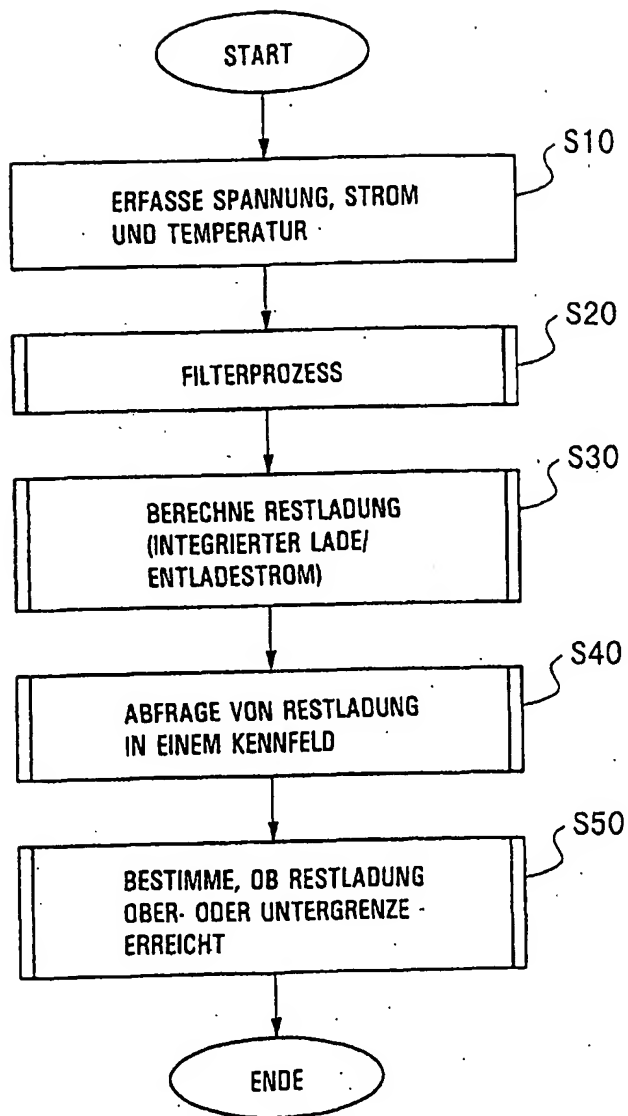 START
S10
ERFASSE SPANNUNG, STROM
UND TEMPERATUR
S20
FILTERPROZESS
S30
BERECHNE RESTLADUNG
(INTEGRIERTER LADE/
ENTLADESTROM)
S40
ABFRAGE VON RESTLADUNG
IN EINEM KENNFELD
S50
BESTIMME, OB RESTLADUNG
OBER- ODER UNTERGRENZE
ERREICHT
ENDE